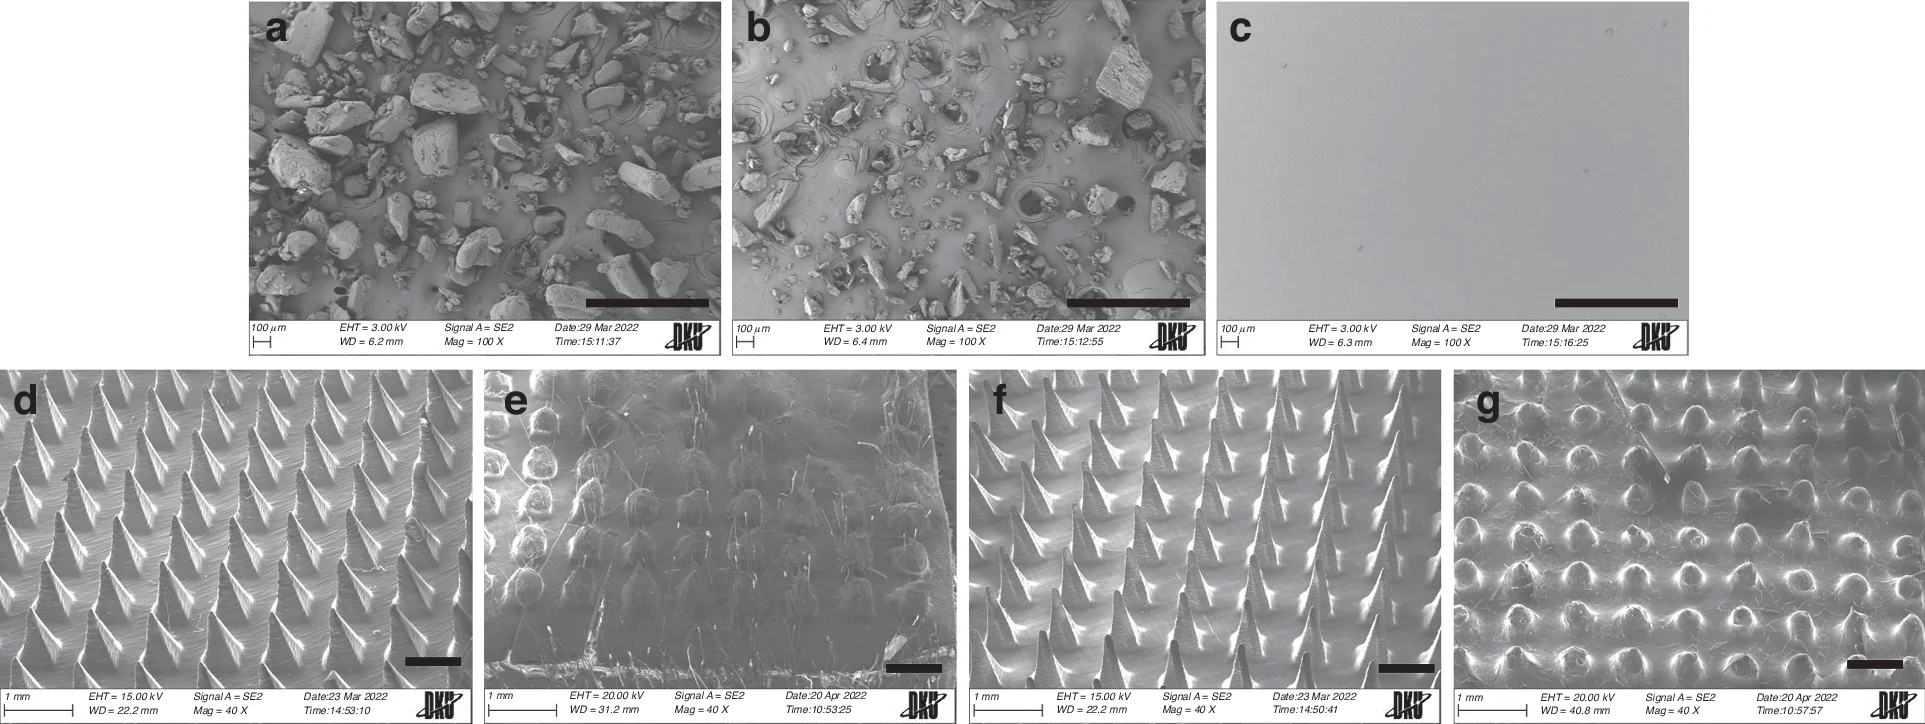 a
100 µm
EHT = 3.00 kV
Signal A = SE2
Date:29 Mar 2022
WD = 6.2 mm
Mag = 100 X
Time:15:11:37
DKU
b
100 µm
EHT = 3.00 kV
Signal A = SE2
Date:29 Mar 2022
WD = 6.4 mm
Mag = 100 X
Time:15:12:55
DKU
c
100 µm
EHT = 3.00 kV
Signal A = SE2
Date:29 Mar 2022
WD = 6.3 mm
Mag = 100 X
Time:15:16:25
DKU
d
1 mm
EHT = 15.00 kV
Signal A = SE2
Date:23 Mar 2022
WD = 22.2 mm
Mag = 40 X
Time:14:53:10
DKU
e
1 mm
EHT = 20.00 kV
Signal A = SE2
Date:20 Apr 2022
WD = 31.2 mm
Mag = 40 X
Time:10:53:25
DKU
f
1 mm
EHT = 15.00 kV
Signal A = SE2
Date:23 Mar 2022
WD = 22.2 mm
Mag = 40 X
Time:14:50:41
DKU
g
1 mm
EHT = 20.00 kV
Signal A = SE2
Date:20 Apr 2022
WD = 40.8 mm
Mag = 40 X
Time:10:57:57
DKU